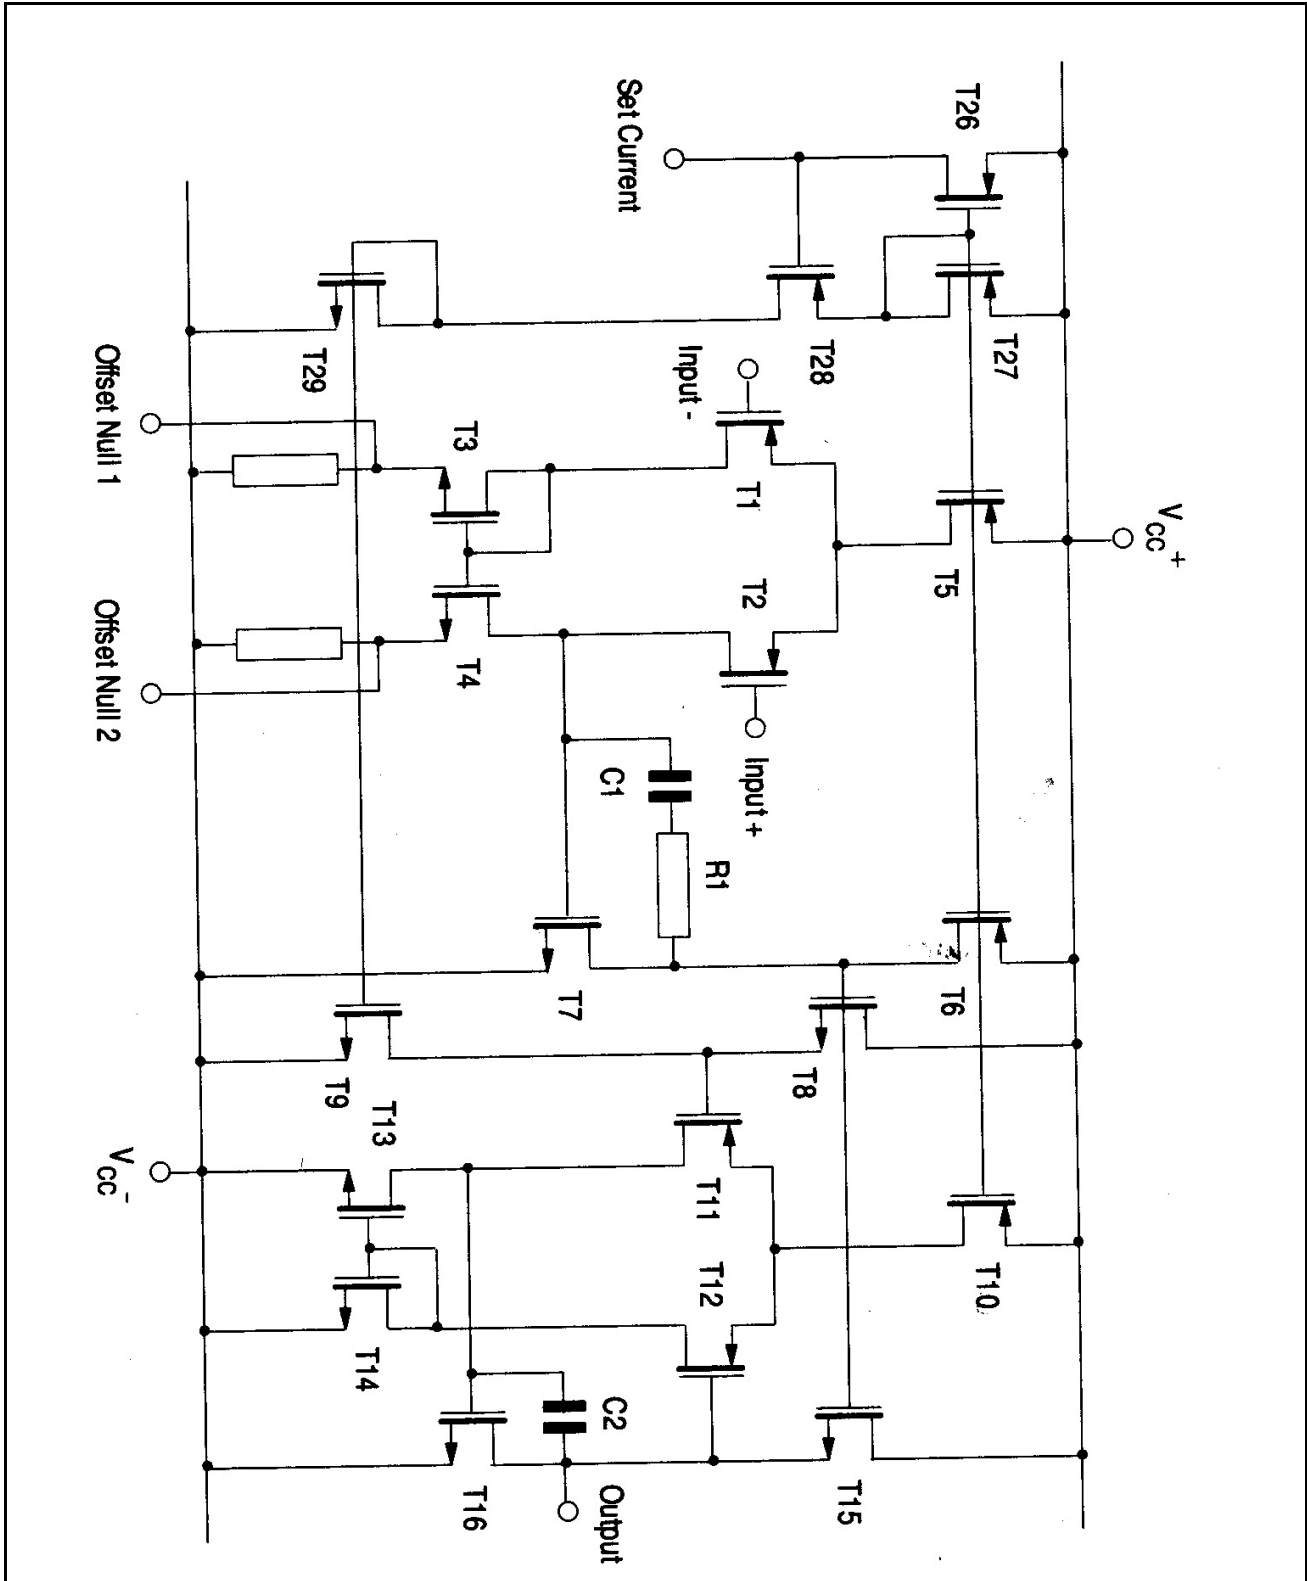 VCC+
T26
T27
T5
T6
T10
T28
T8
T15
T1
T2
Input -
Input +
R1
T11
T12
Set Current
C1
C2
Output
T3
T4
T7
T16
T29
T9
T13
T14
Offset Null 1
Offset Null 2
VCC-